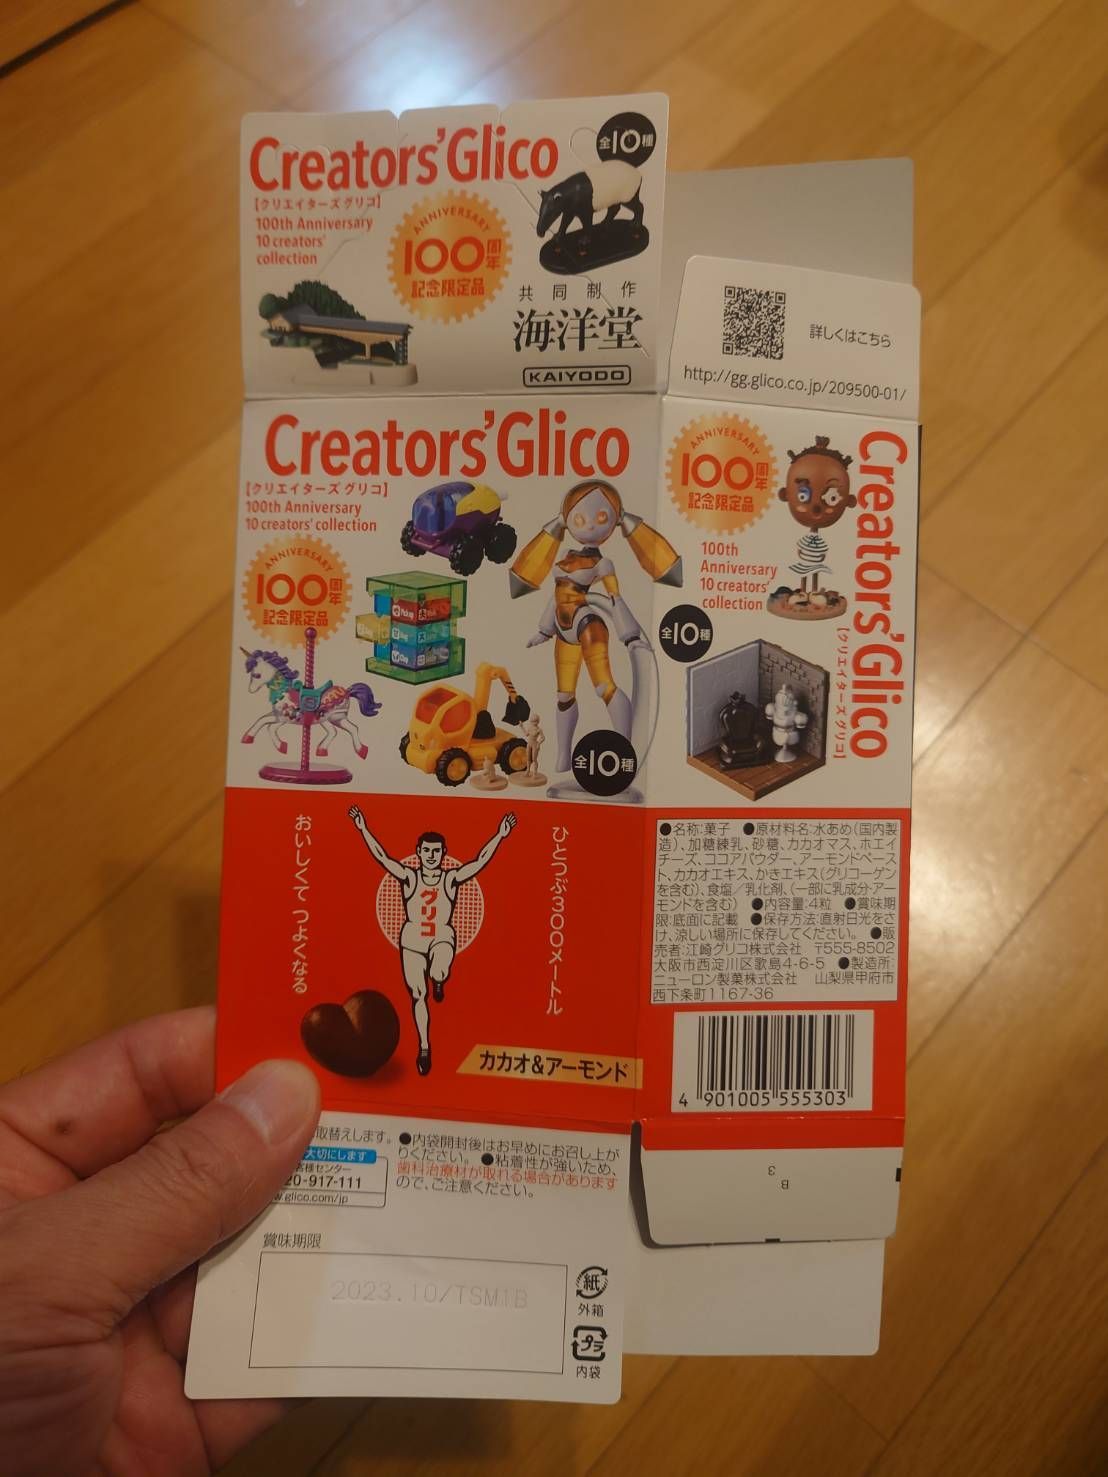 Creators'Glico
【クリエイターズ グリコ】
100th Anniversary
10 creators'
collection
ANNIVERSARY
100周年
記念限定品
全10種
共同制作
海洋堂
KAIYODO
詳しくはこちら
http://gg.glico.co.jp/209500-01/
Creators'Glico
【クリエイターズ グリコ】
100th Anniversary
10 creators' collection
ANNIVERSARY
100周年
記念限定品
全10種
おいしくて つよくなる
グリコ
ひとつぶ300メートル
カカオ&アーモンド
Creators'Glico
【クリエイターズ グリコ】
ANNIVERSARY
100周年
記念限定品
100th
Anniversary
10 creators'
collection
全10種
●名称:菓子 ●原材料名:水あめ(国内製
造)、加糖練乳、砂糖、カカオマス、ホエイ
チーズ、ココアパウダー、アーモンドペース
ト、カカオエキス、かきエキス(グリコーゲン
を含む)、食塩/乳化剤、(一部に乳成分・アー
モンドを含む) ●内容量:4粒 ●賞味期
限:底面に記載 ●保存方法:直射日光をさ
け、涼しい場所に保存してください。 ●販
売者:江崎グリコ株式会社 〒555-8502
大阪市西淀川区歌島4-6-5 ●製造所:
ニューロン製菓株式会社 山梨県甲府市
西下条町1167-36
4 901005 555303
B
3
取替えします。
大切にします
客様センター
20-917-111
w.glico.com/jp
●内袋開封後はお早めにお召し上が
りください。 ●粘着性が強いため、
歯科治療材が取れる場合があります
ので、ご注意ください。
賞味期限
2023.10/TSM1B
紙
外箱
プラ
内袋